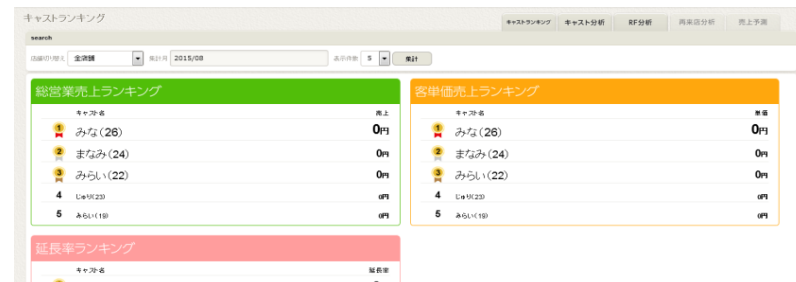 キャストランキング
キャストランキング キャスト分析 RF分析 再来店分析 売上予測
search
店舗切り替え 全店舗 集計月 2015/08 表示件数 5 集計
総営業売上ランキング
キャスト名 売上
1 みな(26) 0円
2 まなみ(24) 0円
3 みらい(22) 0円
4 じゅり(23) 0円
5 みらい(19) 0円
客単価売上ランキング
キャスト名 単価
1 みな(26) 0円
2 まなみ(24) 0円
3 みらい(22) 0円
4 じゅり(23) 0円
5 みらい(19) 0円
延長率ランキング
キャスト名 延長率